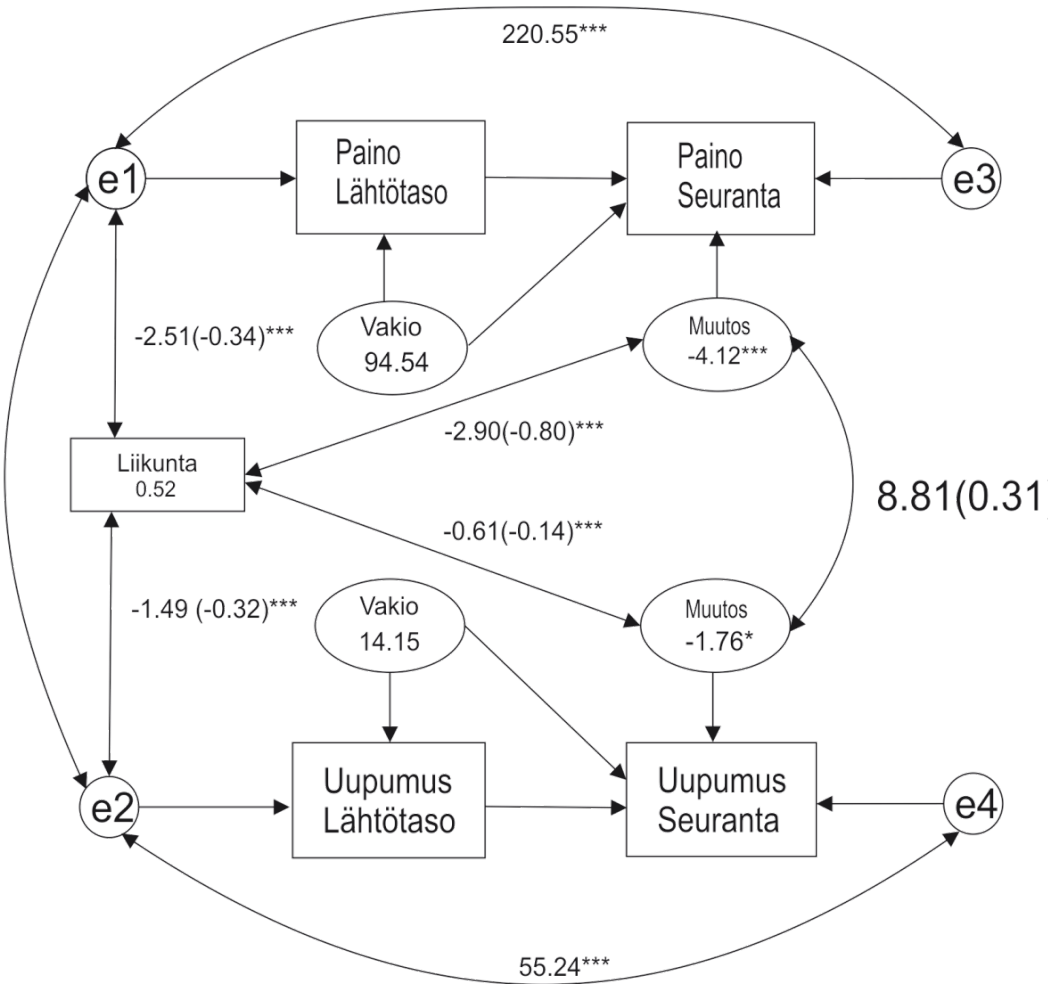 220.55***
e1
Paino
Lähtötaso
Paino
Seuranta
e3
-2.51(-0.34)***
Vakio
94.54
Muutos
-4.12***
-2.90(-0.80)***
Liikunta
0.52
8.81(0.31)
-0.61(-0.14)***
-1.49 (-0.32)***
Vakio
14.15
Muutos
-1.76*
e2
Uupumus
Lähtötaso
Uupumus
Seuranta
e4
55.24***